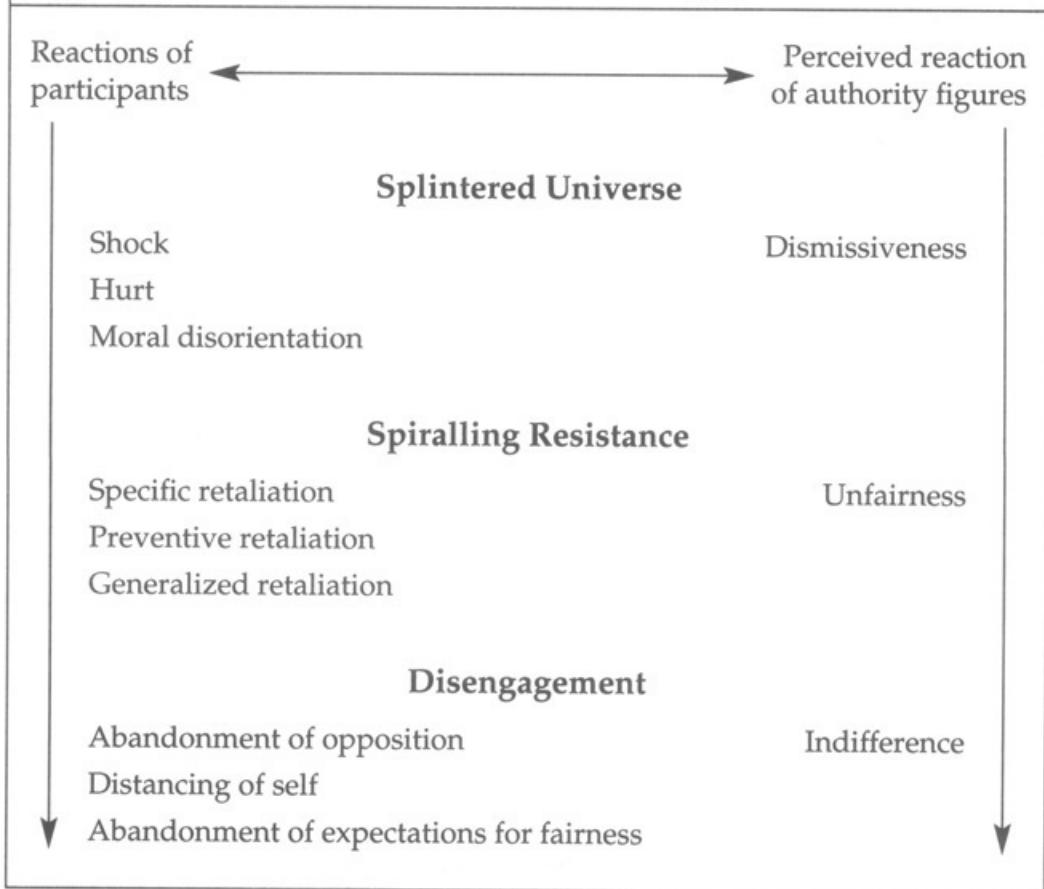 Reactions of
participants
Perceived reaction
of authority figures
Splintered Universe
Shock
Dismissiveness
Hurt
Moral disorientation
Spiralling Resistance
Specific retaliation
Unfairness
Preventive retaliation
Generalized retaliation
Disengagement
Abandonment of opposition
Indifference
Distancing of self
Abandonment of expectations for fairness